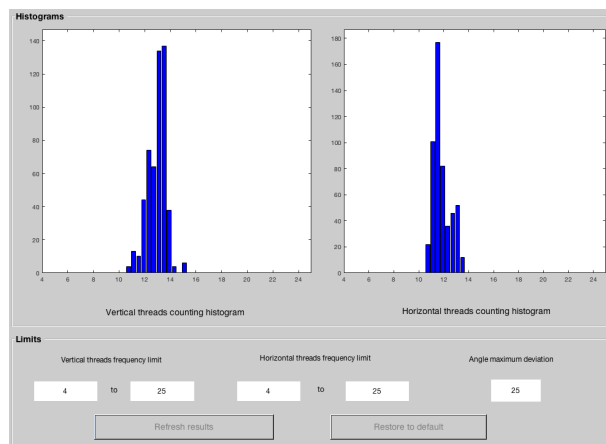 Histograms
140
120
100
80
60
40
20
0
4 6 8 10 12 14 16 18 20 22 24
Vertical threads counting histogram
180
160
140
120
100
80
60
40
20
0
4 6 8 10 12 14 16 18 20 22 24
Horizontal threads counting histogram
Limits
Vertical threads frequency limit
4 to 25
Horizontal threads frequency limit
4 to 25
Angle maximum deviation
25
Refresh results
Restore to default